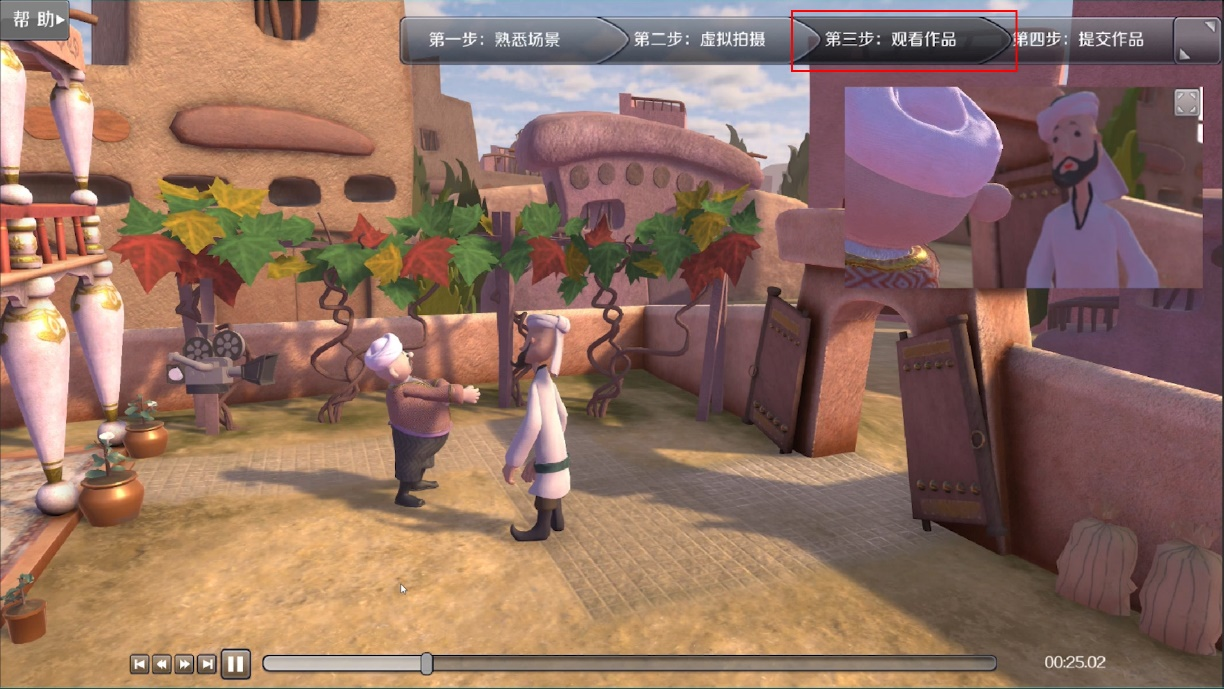 帮 助▶
第一步：熟悉场景
第二步：虚拟拍摄
第三步：观看作品
第四步：提交作品
00:25.02